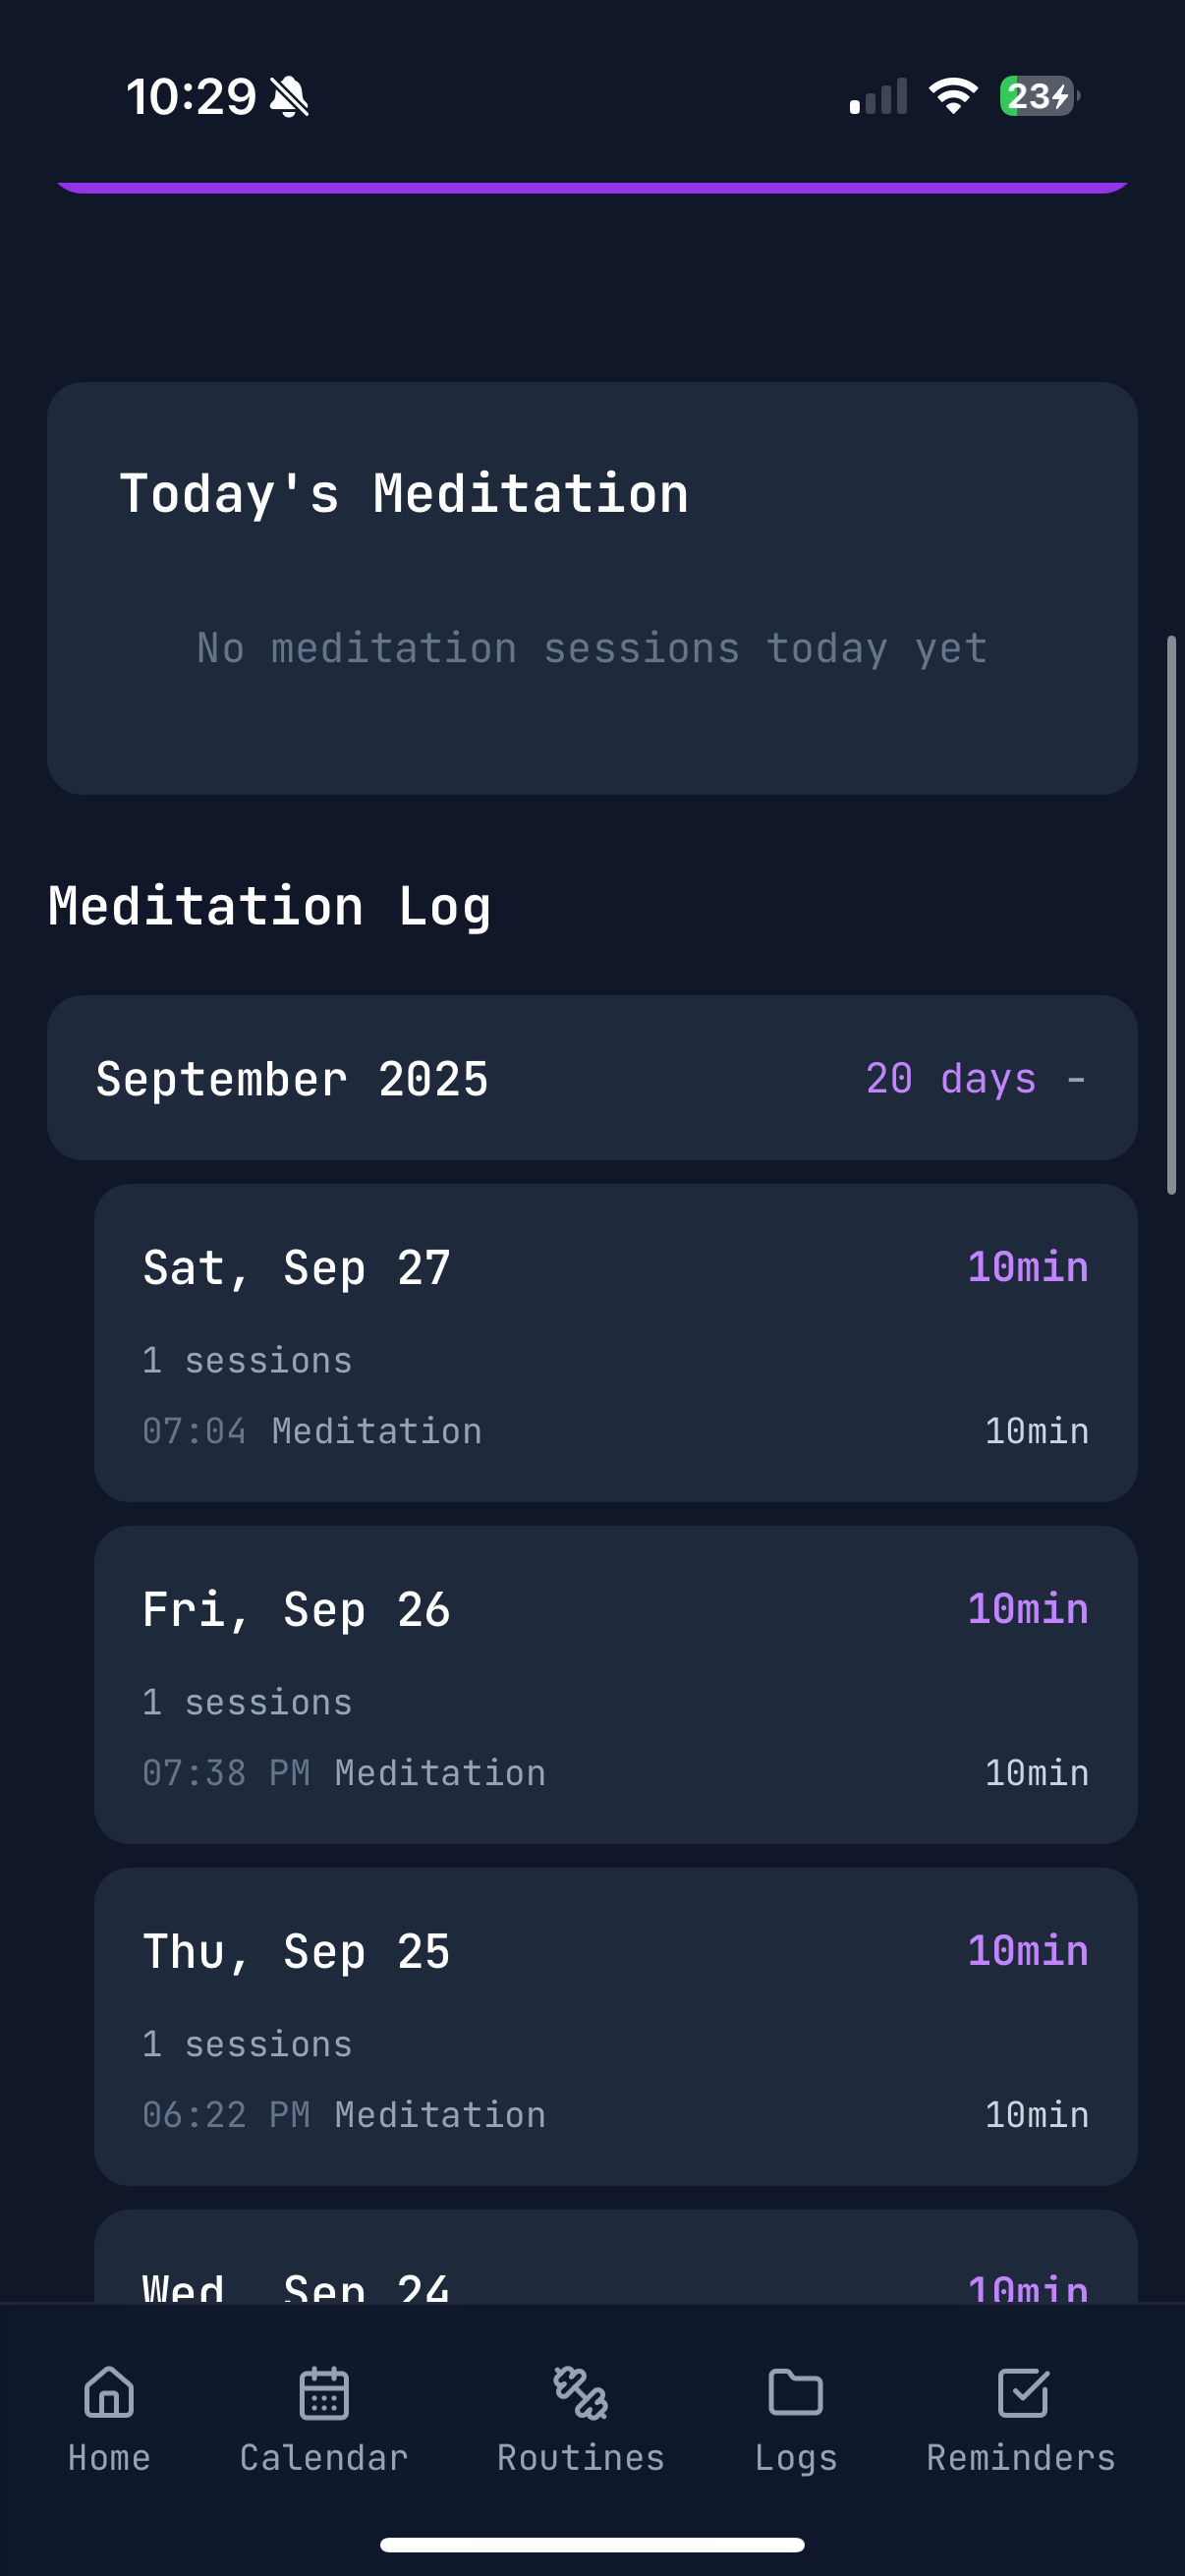 10:29
23
Today's Meditation
No meditation sessions today yet
Meditation Log
September 2025 20 days -
Sat, Sep 27 10min
1 sessions
07:04 Meditation 10min
Fri, Sep 26 10min
1 sessions
07:38 PM Meditation 10min
Thu, Sep 25 10min
1 sessions
06:22 PM Meditation 10min
Wed, Sep 24 10min
Home Calendar Routines Logs Reminders